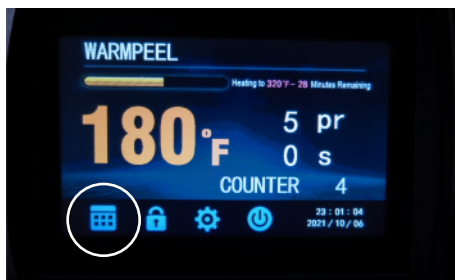 WARMPEEL
Heating to 320°F - 28 Minutes Remaining
180°F
5 pr
0 s
COUNTER 4
23 : 01 : 04
2021 / 10 / 06